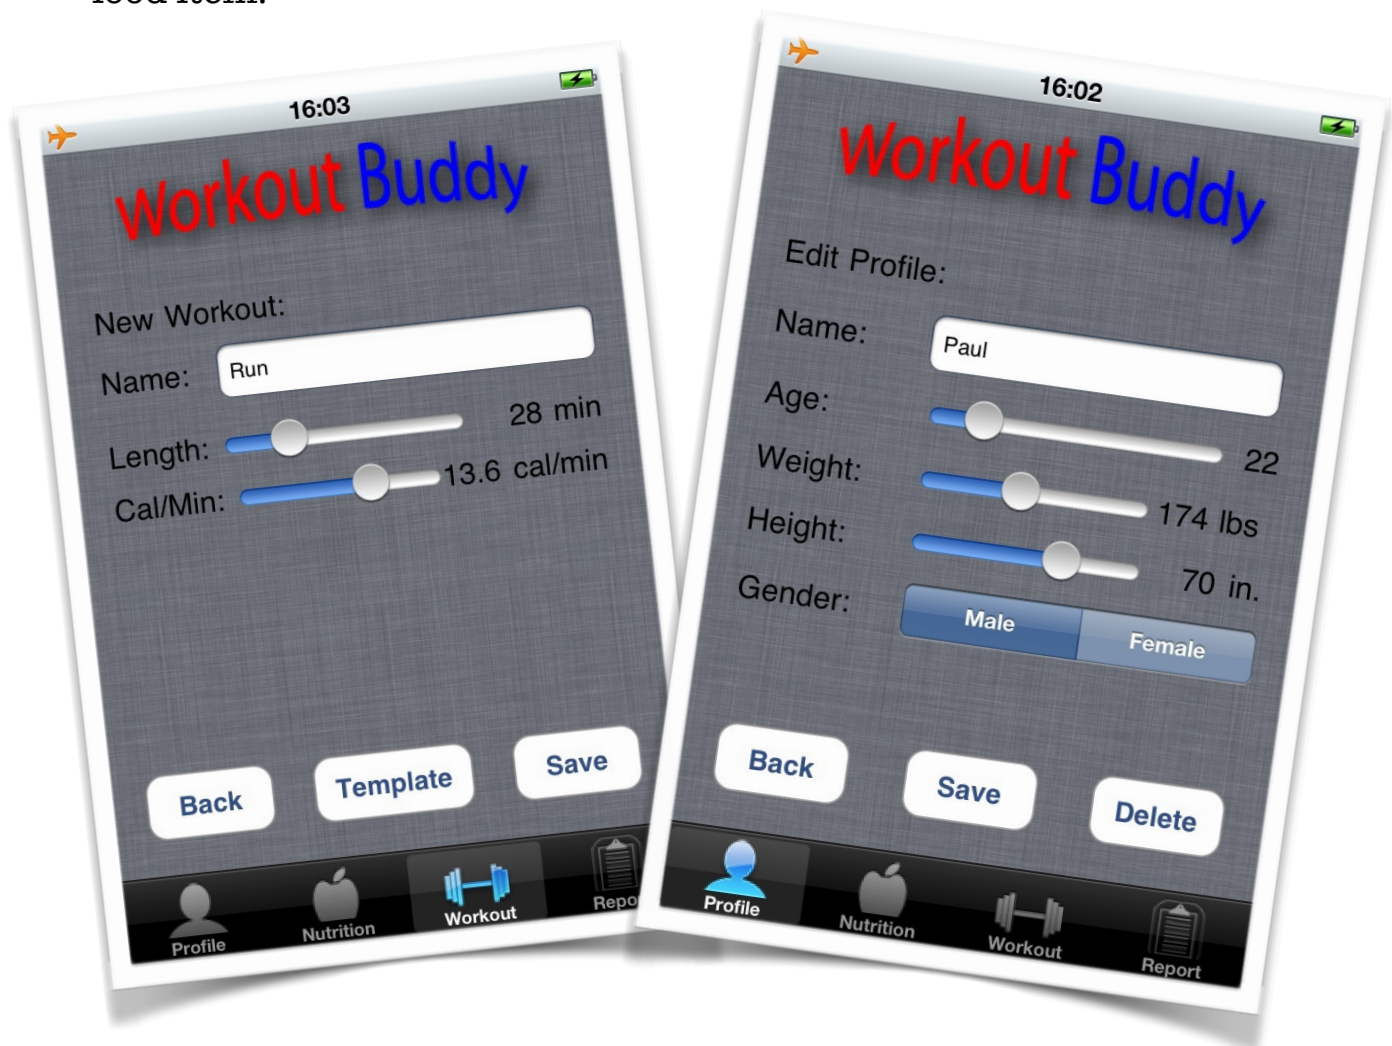 food item.
16:03
Workout Buddy
New Workout:
Name: Run
Length: 28 min
Cal/Min: 13.6 cal/min
Back Template Save
Profile Nutrition Workout
16:02
Workout Buddy
Edit Profile:
Name: Paul
Age: 22
Weight: 174 lbs
Height: 70 in.
Gender: Male Female
Back Save Delete
Profile Nutrition Workout Report